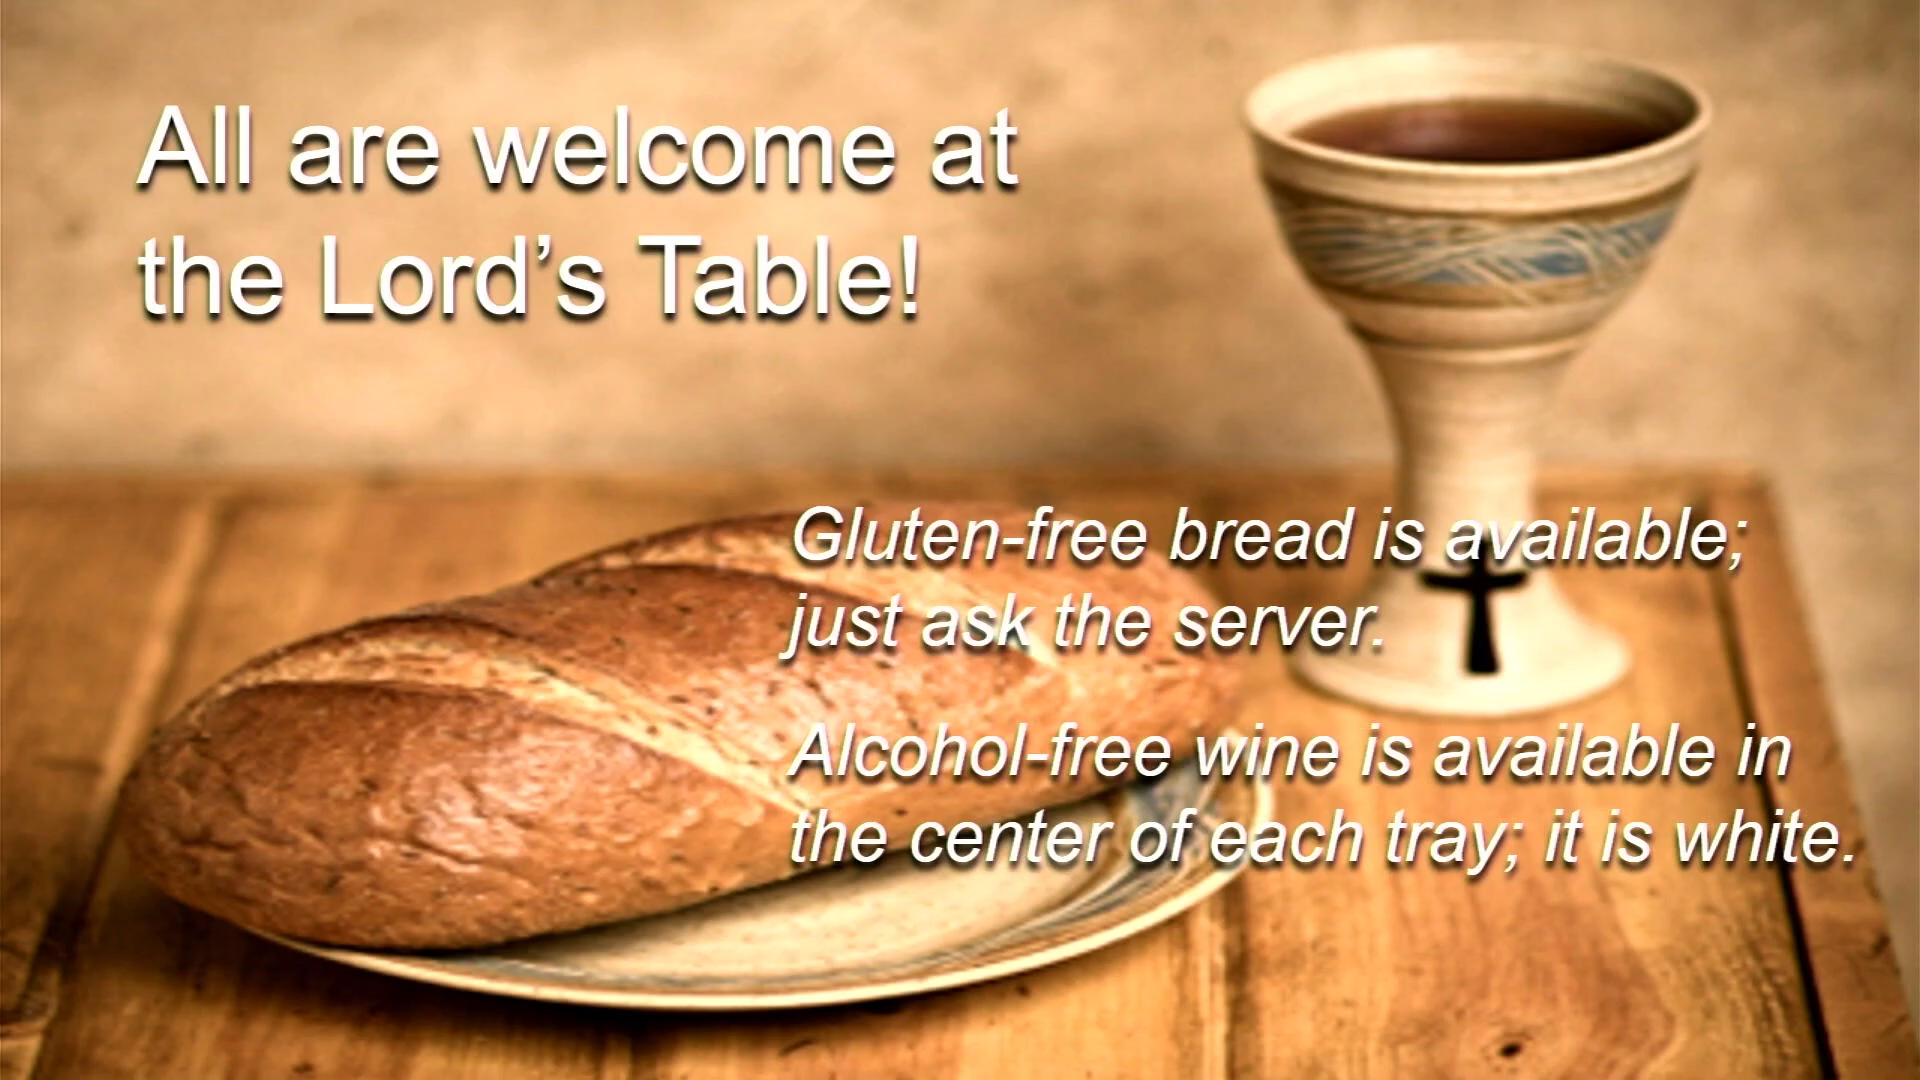 All are welcome at
the Lord’s Table!
Gluten-free bread is available;
just ask the server.
Alcohol-free wine is available in
the center of each tray; it is white.